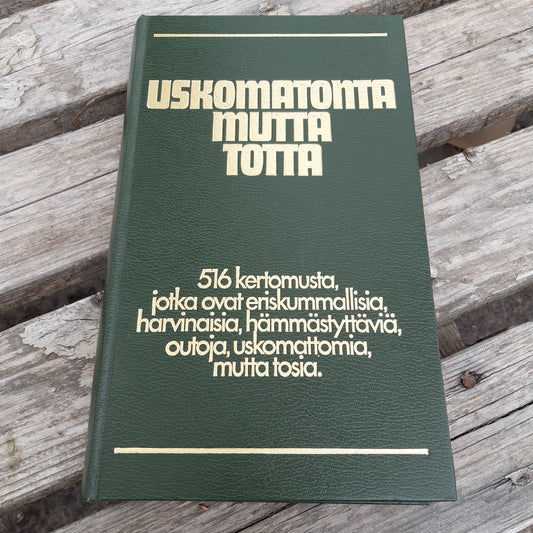 USKOMATONTA
MUTTA
TOTTA
516 kertomusta,
jotka ovat eriskummallisia,
harvinaisia, hämmästyttäviä,
outoja, uskomattomia,
mutta tosia.